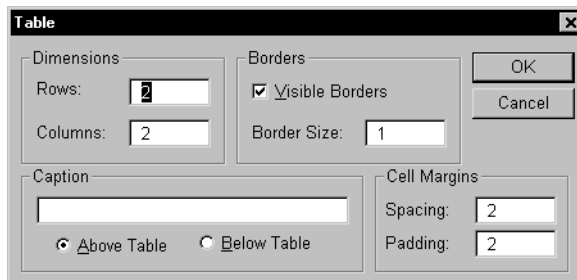 Table
Dimensions
Rows: 2
Columns: 2
Borders
Visible Borders
Border Size: 1
OK
Cancel
Caption
Above Table Below Table
Cell Margins
Spacing: 2
Padding: 2